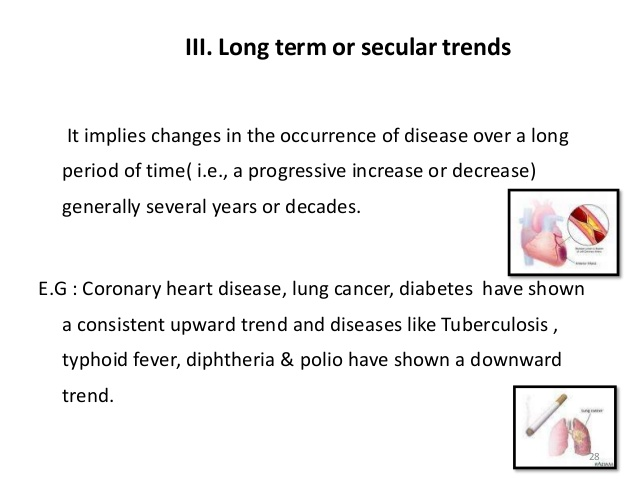 III. Long term or secular trends
It implies changes in the occurrence of disease over a long
period of time( i.e., a progressive increase or decrease)
generally several years or decades.
E.G : Coronary heart disease, lung cancer, diabetes have shown
a consistent upward trend and diseases like Tuberculosis ,
typhoid fever, diphtheria & polio have shown a downward
trend.
Lung cancer
28